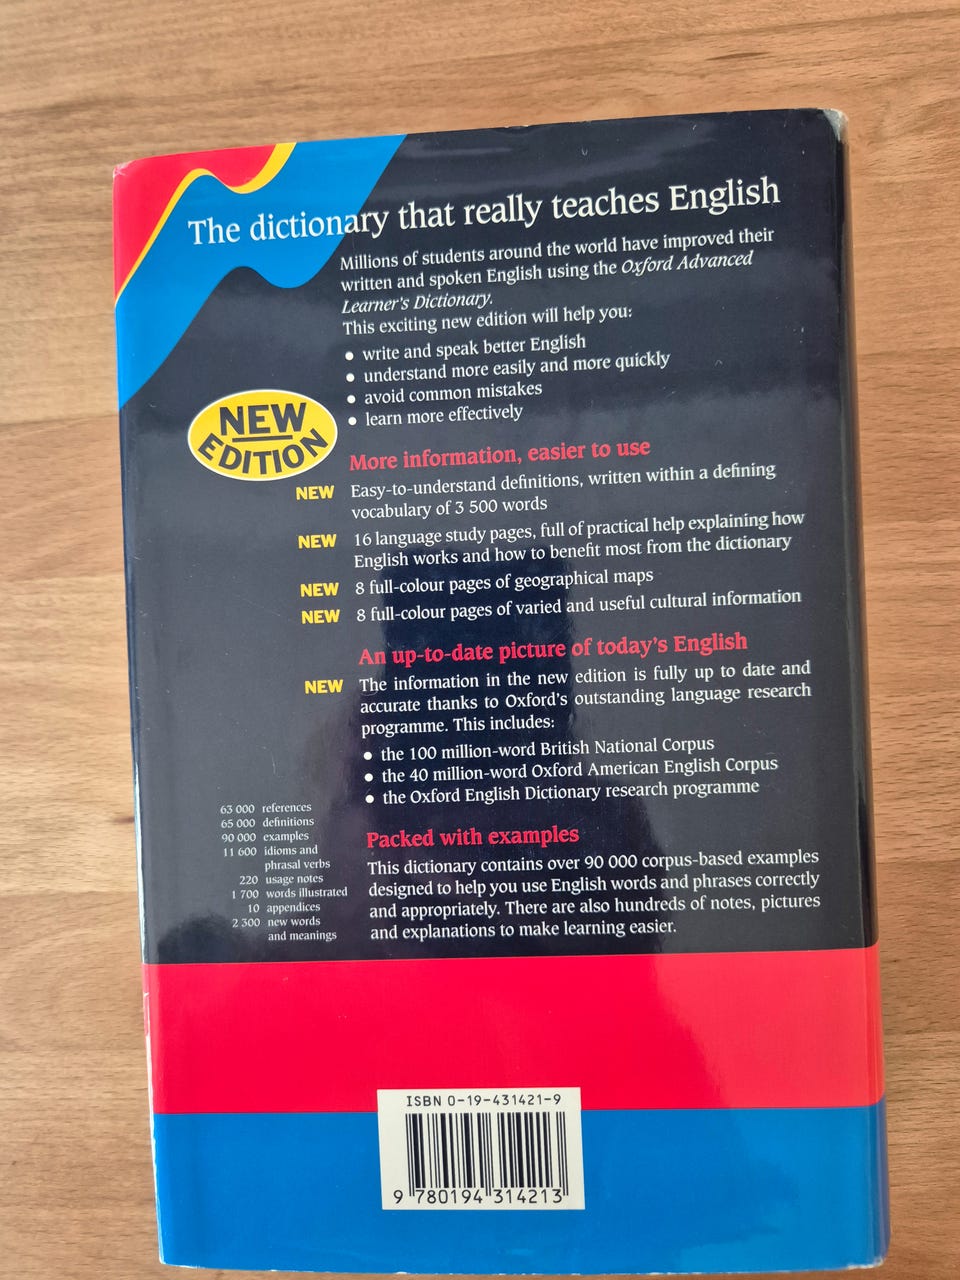 The dictionary that really teaches English
Millions of students around the world have improved their
written and spoken English using the Oxford Advanced
Learner's Dictionary.
This exciting new edition will help you:
• write and speak better English
• understand more easily and more quickly
• avoid common mistakes
• learn more effectively
NEW
EDITION
More information, easier to use
NEW Easy-to-understand definitions, written within a defining
vocabulary of 3 500 words
NEW 16 language study pages, full of practical help explaining how
English works and how to benefit most from the dictionary
NEW 8 full-colour pages of geographical maps
NEW 8 full-colour pages of varied and useful cultural information
An up-to-date picture of today's English
NEW The information in the new edition is fully up to date and
accurate thanks to Oxford's outstanding language research
programme. This includes:
• the 100 million-word British National Corpus
• the 40 million-word Oxford American English Corpus
• the Oxford English Dictionary research programme
63 000 references
65 000 definitions
90 000 examples
11 600 idioms and
phrasal verbs
220 usage notes
1 700 words illustrated
10 appendices
2 300 new words
and meanings
Packed with examples
This dictionary contains over 90 000 corpus-based examples
designed to help you use English words and phrases correctly
and appropriately. There are also hundreds of notes, pictures
and explanations to make learning easier.
ISBN 0-19-431421-9
9 780194 314213